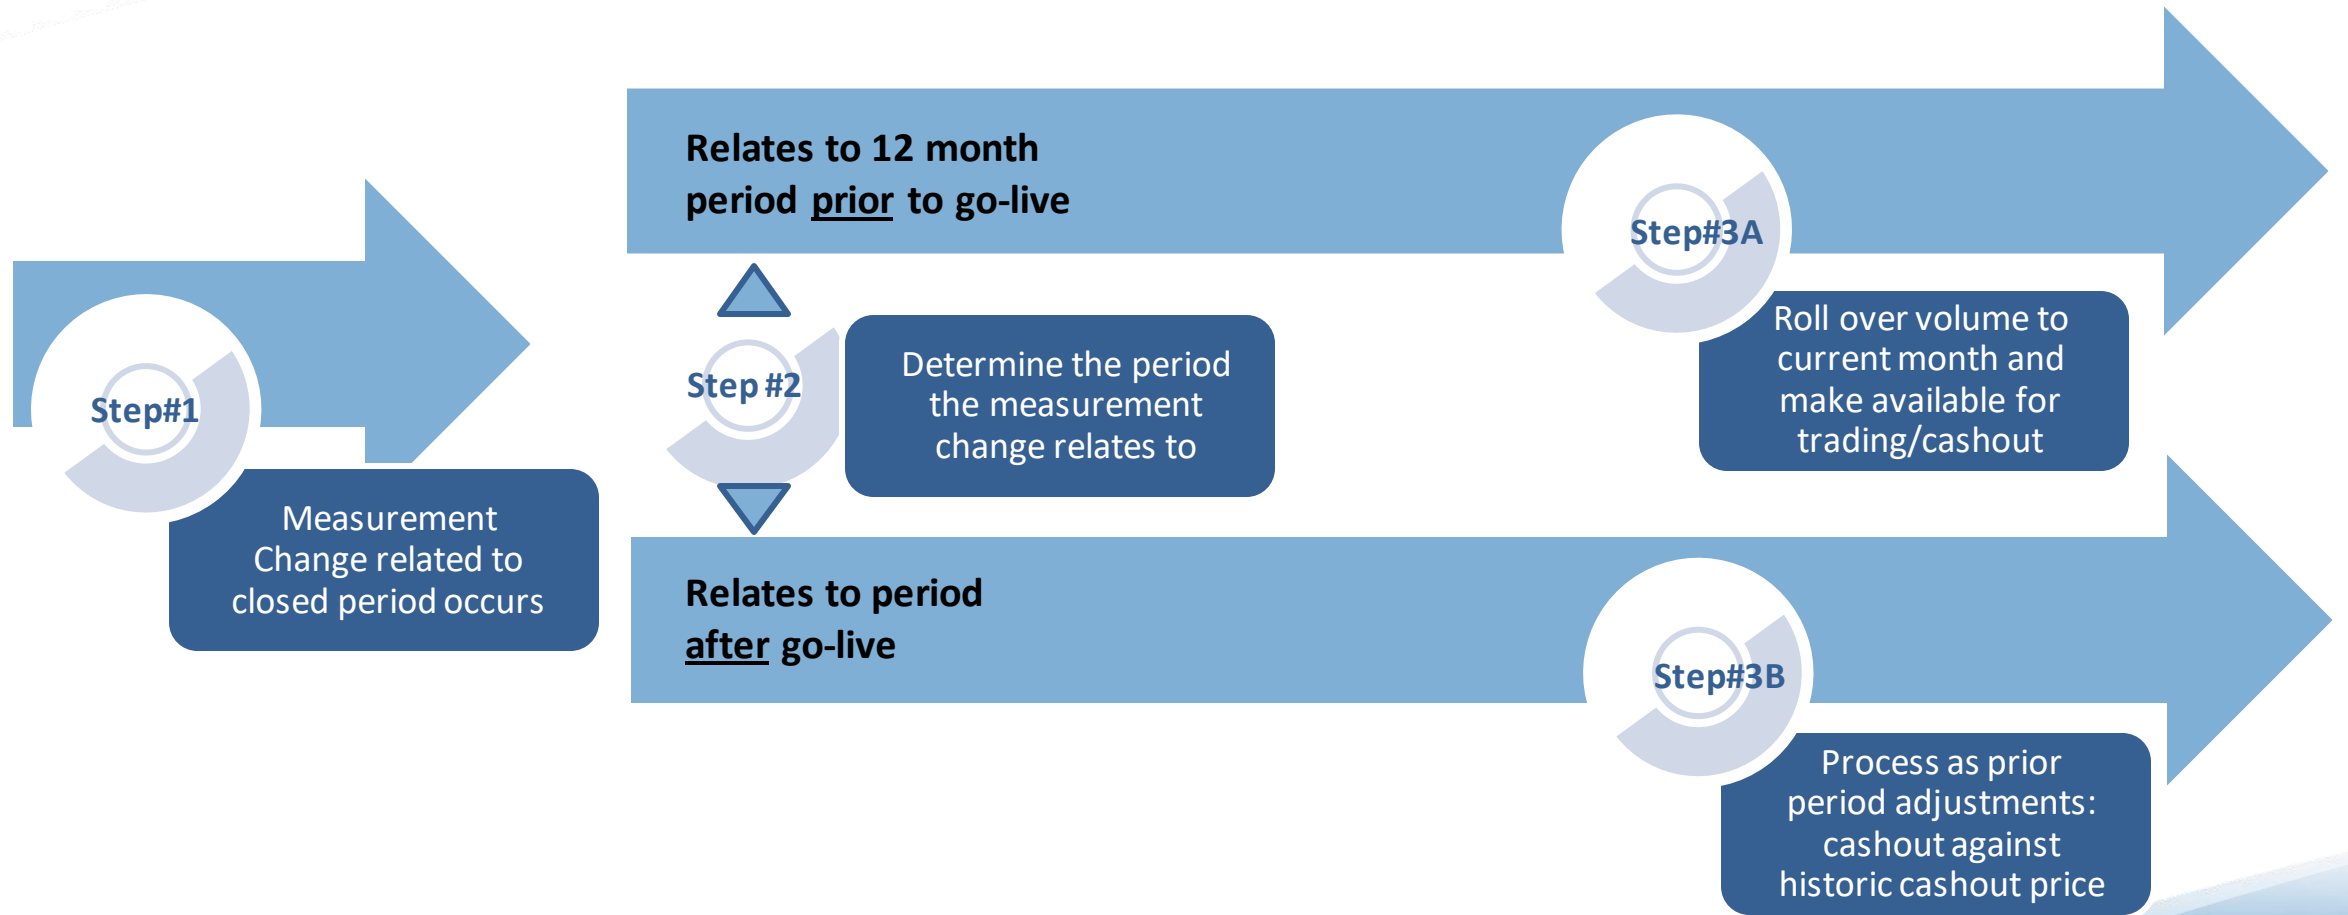 Step#1
Measurement
Change related to
closed period occurs
Relates to 12 month
period prior to go-live
Step #2
Determine the period
the measurement
change relates to
Relates to period
after go-live
Step#3A
Roll over volume to
current month and
make available for
trading/cashout
Step#3B
Process as prior
period adjustments:
cashout against
historic cashout price